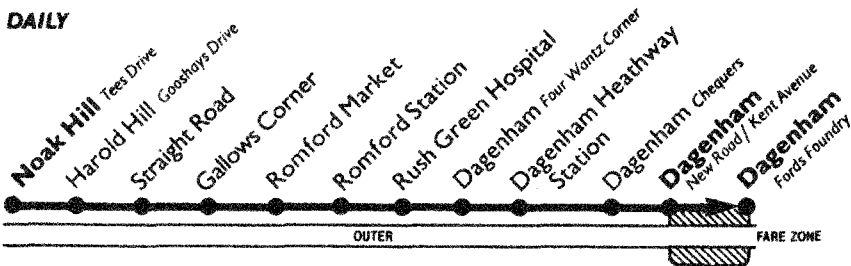 DAILY
Noak Hill Tees Drive
Harold Hill Gooshays Drive
Straight Road
Gallows Corner
Romford Market
Romford Station
Rush Green Hospital
Dagenham Four Wantz Corner
Dagenham Heathway
Station
Dagenham Chequers
Dagenham
New Road/Kent Avenue
Dagenham
Fords Foundry
OUTER
FARE ZONE